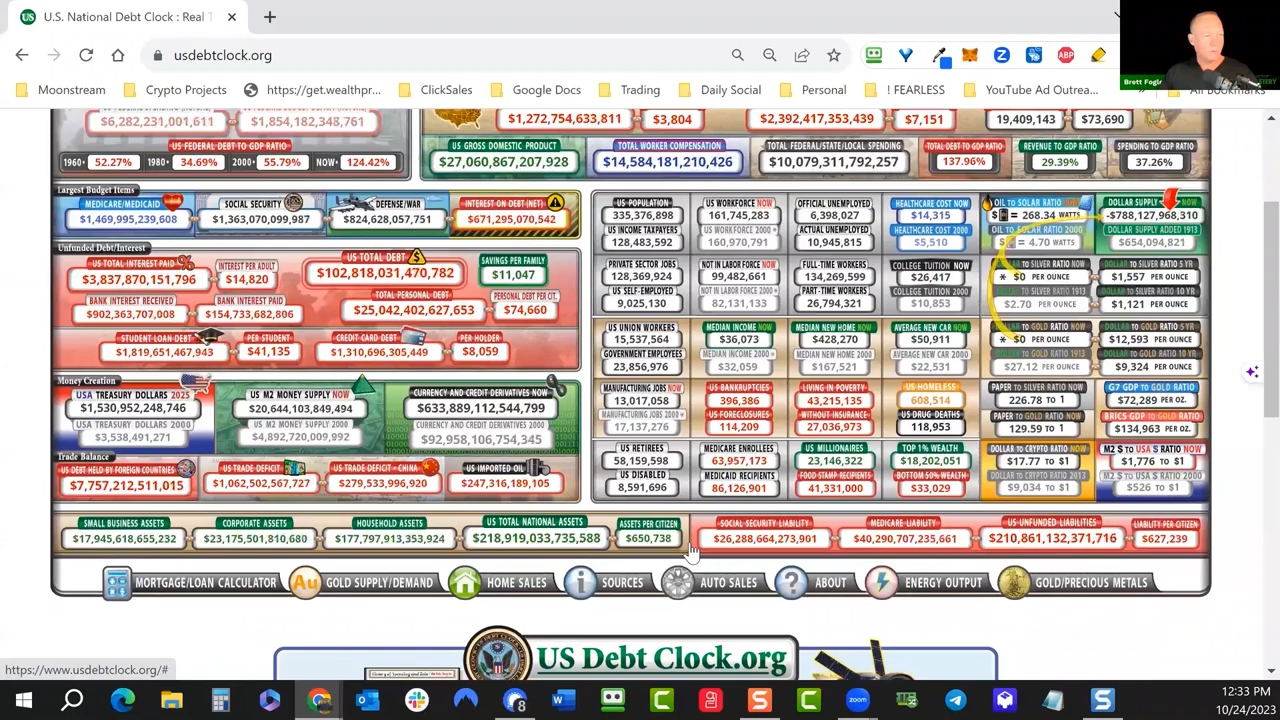 U.S. National Debt Clock : Real T
usdebtclock.org
ABP
Brett Fogle
Moonstream
Crypto Projects
https://get.wealthpr...
ClickSales
Google Docs
Trading
Daily Social
Personal
! FEARLESS
YouTube Ad Outrea...
All Bookmarks
$6,282,231,001,611
$1,854,182,348,761
$1,272,754,633,811
$3,804
$2,392,417,353,439
$7,151
19,409,143
$73,690
US FEDERAL DEBT TO GDP RATIO
1960• 52.27% 1980• 34.69% 2000• 55.79% NOW• 124.42%
US GROSS DOMESTIC PRODUCT
$27,060,867,207,928
TOTAL WORKER COMPENSATION
$14,584,181,210,426
TOTAL FEDERAL/STATE/LOCAL SPENDING
$10,079,311,792,257
TOTAL DEBT TO GDP RATIO
137.96%
REVENUE TO GDP RATIO
29.39%
SPENDING TO GDP RATIO
37.26%
Largest Budget Items
MEDICARE/MEDICAID
$1,469,995,239,608
SOCIAL SECURITY
$1,363,070,099,987
DEFENSE/WAR
$824,628,057,751
INTEREST ON DEBT (NET)
$671,295,070,542
Unfunded Debt/Interest
US TOTAL INTEREST PAID
$3,837,870,151,796
INTEREST PER ADULT
$14,820
US TOTAL DEBT
$102,818,031,470,782
SAVINGS PER FAMILY
$11,047
BANK INTEREST RECEIVED
$902,363,707,008
BANK INTEREST PAID
$154,733,682,806
TOTAL PERSONAL DEBT
$25,042,402,627,653
PERSONAL DEBT PER CIT.
$74,660
STUDENT LOAN DEBT
$1,819,651,467,943
PER STUDENT
$41,135
CREDIT CARD DEBT
$1,310,696,305,449
PER HOLDER
$8,059
Money Creation
USA TREASURY DOLLARS 2025
$1,530,952,248,746
USA TREASURY DOLLARS 2000
$3,538,491,271
US M2 MONEY SUPPLY NOW
$20,644,103,849,494
US M2 MONEY SUPPLY 2000
$4,892,720,009,992
CURRENCY AND CREDIT DERIVATIVES NOW
$633,889,112,544,799
CURRENCY AND CREDIT DERIVATIVES 2000
$92,958,106,754,345
Trade Balance
US DEBT HELD BY FOREIGN COUNTRIES
$7,757,212,511,015
US TRADE DEFICIT
$1,062,502,567,727
US TRADE DEFICIT - CHINA
$279,533,996,920
US IMPORTED OIL
$247,316,189,105
US POPULATION
335,376,898
US INCOME TAXPAYERS
128,483,592
US WORKFORCE NOW
161,745,283
US WORKFORCE 2000
160,970,791
OFFICIAL UNEMPLOYED
6,398,027
ACTUAL UNEMPLOYED
10,945,815
HEALTHCARE COST NOW
$14,315
HEALTHCARE COST 2000
$5,510
OIL TO SOLAR RATIO NOW
= 268.34 WATTS
OIL TO SOLAR RATIO 2000
= 4.70 WATTS
DOLLAR SUPPLY
-$788,127,968,310
DOLLAR SUPPLY ADDED 1913
$654,094,821
PRIVATE SECTOR JOBS
128,369,924
US SELF-EMPLOYED
9,025,130
NOT IN LABOR FORCE NOW
99,482,661
NOT IN LABOR FORCE 2000
82,131,133
FULL-TIME WORKERS
134,269,599
PART-TIME WORKERS
26,794,321
COLLEGE TUITION NOW
$26,417
COLLEGE TUITION 2000
$10,853
DOLLAR TO SILVER RATIO NOW
* $0 PER OUNCE
DOLLAR TO SILVER RATIO 1913
$2.70 PER OUNCE
DOLLAR TO SILVER RATIO 5 YR
$1,557 PER OUNCE
DOLLAR TO SILVER RATIO 10 YR
$1,121 PER OUNCE
US UNION WORKERS
15,537,564
GOVERNMENT EMPLOYEES
23,856,976
MEDIAN INCOME NOW
$36,073
MEDIAN INCOME 2000
$32,059
MEDIAN NEW HOME NOW
$428,270
MEDIAN NEW HOME 2000
$167,521
AVERAGE NEW CAR NOW
$50,911
AVERAGE NEW CAR 2000
$22,531
DOLLAR TO GOLD RATIO NOW
* $0 PER OUNCE
DOLLAR TO GOLD RATIO 1913
$27.12 PER OUNCE
DOLLAR TO GOLD RATIO 5 YR
$12,593 PER OUNCE
DOLLAR TO GOLD RATIO 10 YR
$9,324 PER OUNCE
MANUFACTURING JOBS NOW
13,017,058
MANUFACTURING JOBS 2000
17,137,276
US BANKRUPTCIES
396,386
US FORECLOSURES
114,209
LIVING IN POVERTY
43,215,135
WITHOUT INSURANCE
27,036,973
US HOMELESS
608,514
US DRUG DEATHS
118,953
PAPER TO SILVER RATIO NOW
226.78 TO 1
PAPER TO GOLD RATIO NOW
129.59 TO 1
G7 GDP TO GOLD RATIO
$72,289 PER OZ.
BRICS GDP TO GOLD RATIO
$134,963 PER OZ.
US RETIREES
58,159,598
US DISABLED
8,591,696
MEDICARE ENROLLEES
63,957,173
MEDICAID RECIPIENTS
86,126,901
US MILLIONAIRES
23,146,322
FOOD STAMP RECIPIENTS
41,331,000
TOP 1% WEALTH
$18,202,051
BOTTOM 50% WEALTH
$33,029
DOLLAR TO CRYPTO RATIO NOW
$17.77 TO $1
DOLLAR TO CRYPTO RATIO 2013
$9,034 TO $1
M2 $ TO USA $ RATIO NOW
$1,776 TO $1
M2 $ TO USA $ RATIO 2000
$526 TO $1
SMALL BUSINESS ASSETS
$17,945,618,655,232
CORPORATE ASSETS
$23,175,501,810,680
HOUSEHOLD ASSETS
$177,797,913,353,924
US TOTAL NATIONAL ASSETS
$218,919,033,735,588
ASSETS PER CITIZEN
$650,738
SOCIAL SECURITY LIABILITY
$26,288,664,273,901
MEDICARE LIABILITY
$40,290,707,235,661
US UNFUNDED LIABILITIES
$210,861,132,371,716
LIABILITY PER CITIZEN
$627,239
MORTGAGE/LOAN CALCULATOR
Au GOLD SUPPLY/DEMAND
HOME SALES
SOURCES
AUTO SALES
ABOUT
ENERGY OUTPUT
GOLD/PRECIOUS METALS
US Debt Clock.org
https://www.usdebtclock.org/#
zoom
12:33 PM
10/24/2023